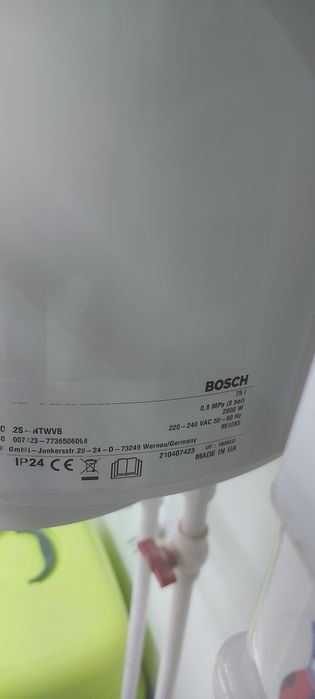 BOSCH
75 l
0,8 MPa (8 bar)
2000 W
220-240 VAC 50-60 Hz
2S - NTWVB
GmbH - Junkersstr. 20-24 - D - 73249 Wernau/Germany
IP24 CE
210407423
MADE IN UA